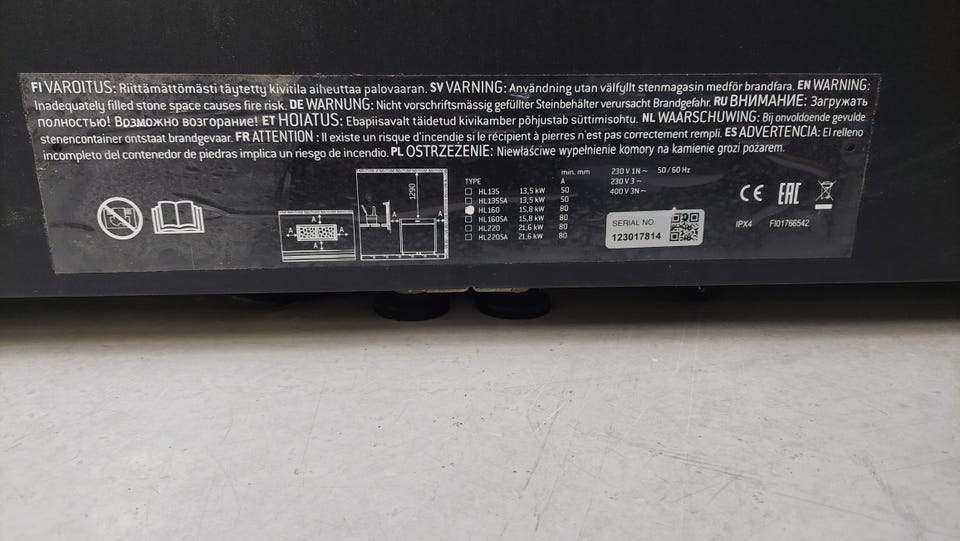 FI VAROITUS: Riittämättömästi täytetty kivitila aiheuttaa palovaaran. SV VARNING: Användning utan välfyllt stenmagasin medför brandfara. EN WARNING:
Inadequately filled stone space causes fire risk. DE WARNUNG: Nicht vorschriftsmässig gefüllter Steinbehälter verursacht Brandgefahr. RU ВНИМАНИЕ: Загружать
полностью! Возможно возгорание! ET HOIATUS: Ebapiisavalt täidetud kivikamber põhjustab süttimisohtu. NL WAARSCHUWING: Bij onvoldoende gevulde
stenencontainer ontstaat brandgevaar. FR ATTENTION : Il existe un risque d'incendie si le récipient à pierres n'est pas correctement rempli. ES ADVERTENCIA: El relleno
incompleto del contenedor de piedras implica un riesgo de incendio. PL OSTRZEŻENIE: Niewłaściwe wypełnienie komory na kamienie grozi pożarem.
A
A A
A
1290
A A
TYPE min. mm A
HL135 13,5 kW 50
HL135SA 13,5 kW 50
HL160 15,8 kW 80
HL160SA 15,8 kW 80
HL220 21,6 kW 80
HL220SA 21,6 kW 80
230 V 1N~ 50/60 Hz
230 V 3~
400 V 3N~
SERIAL NO.
123017814
CE EAC
IPX4 FI01766542